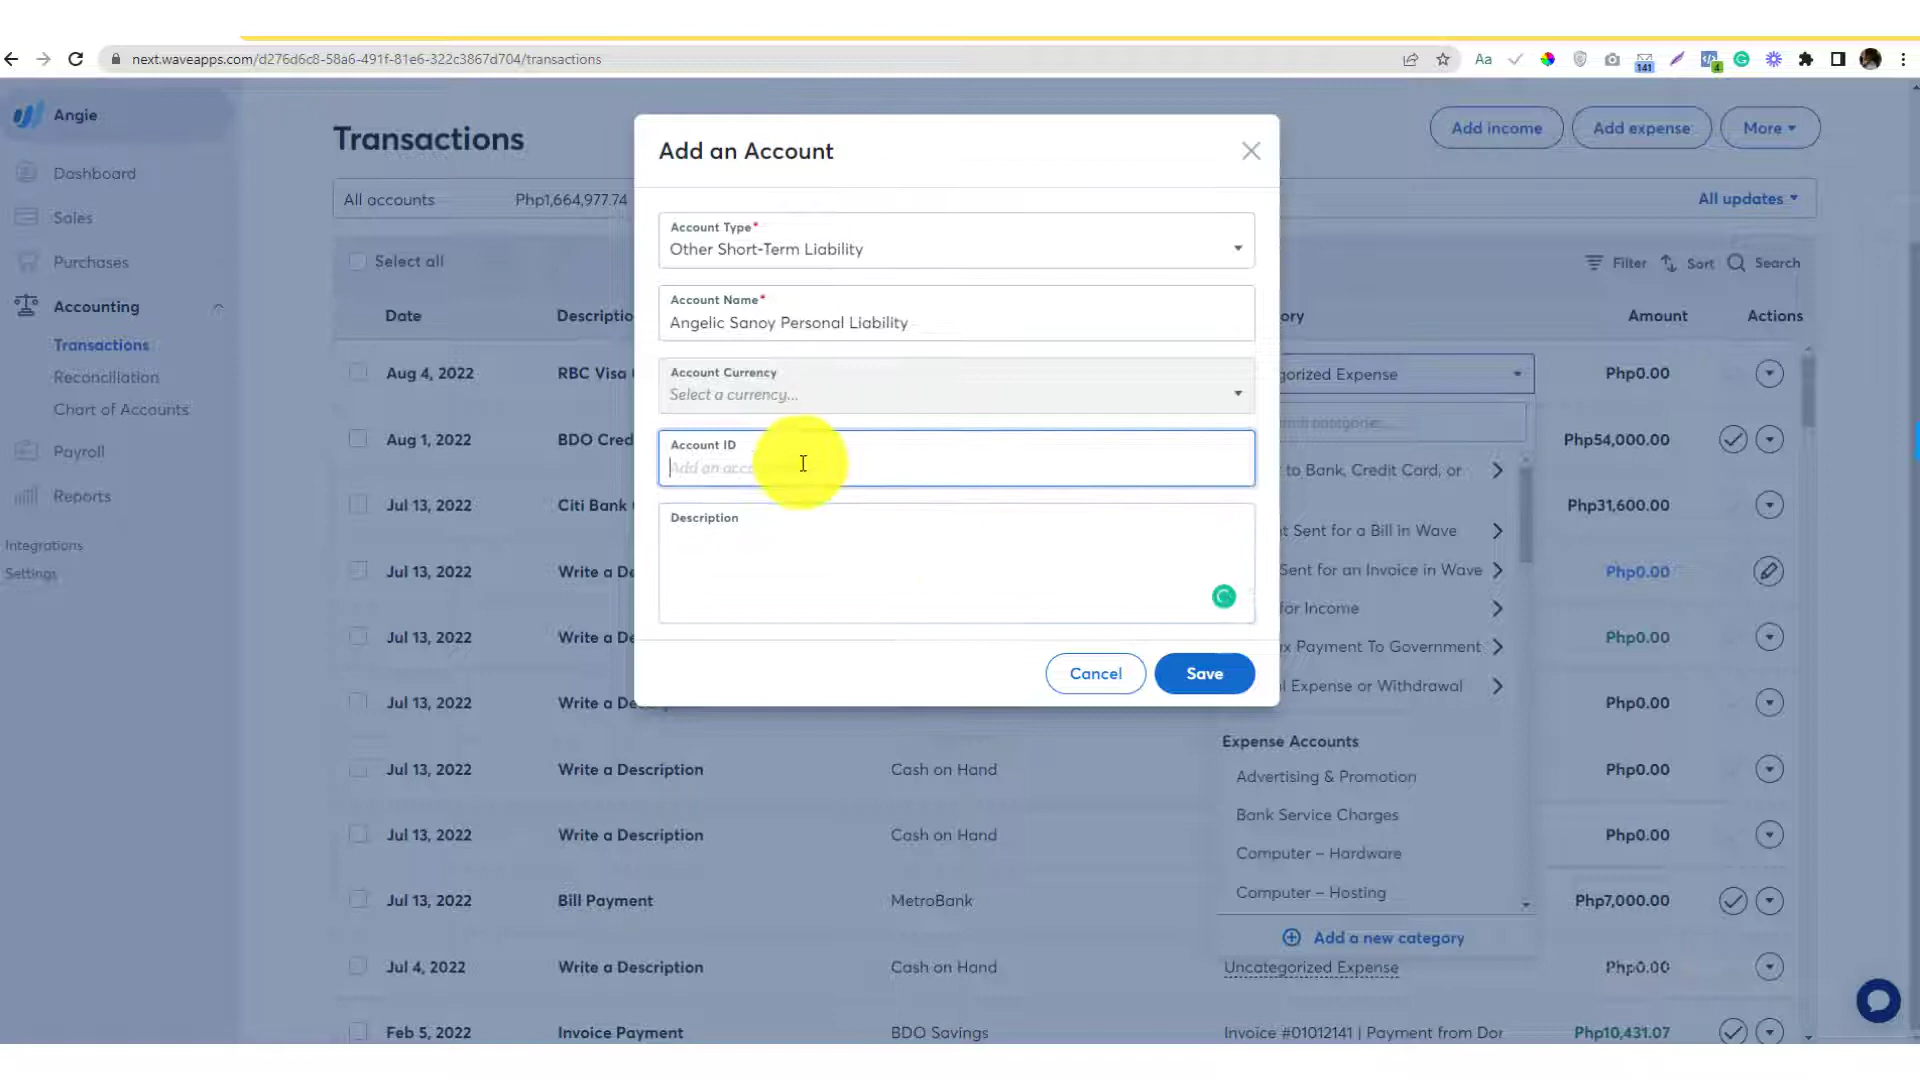 next.waveapps.com/d276d6c8-58a6-491f-81e6-322c3867d704/transactions
Aa
141
4
Angie
Dashboard
Sales
Purchases
Accounting
Transactions
Reconciliation
Chart of Accounts
Payroll
Reports
Integrations
Settings
Transactions
Add income
Add expense
More
All accounts
Php1,664,977.74
All updates
Select all
Filter
Sort
Search
Date
Amount
Actions
Aug 4, 2022
RBC Visa
Expense
Php0.00
Aug 1, 2022
BDO
Php54,000.00
Jul 13, 2022
Citi Bank
Php31,600.00
Jul 13, 2022
Write a
Php0.00
Jul 13, 2022
Write a
Php0.00
Jul 13, 2022
Write a
Php0.00
Jul 13, 2022
Write a Description
Cash on Hand
Php0.00
Jul 13, 2022
Write a Description
Cash on Hand
Php0.00
Jul 13, 2022
Bill Payment
MetroBank
Php7,000.00
Jul 4, 2022
Write a Description
Cash on Hand
Uncategorized Expense
Php0.00
Feb 5, 2022
Invoice Payment
BDO Savings
Invoice #01012141 | Payment from Dor
Php10,431.07
Add an Account
Account Type*
Other Short-Term Liability
Account Name*
Angelic Sanoy Personal Liability
Account Currency
Select a currency...
Account ID
Add an
Description
Cancel
Save
to Bank, Credit Card, or
Sent for a Bill in Wave
Sent for an Invoice in Wave
for Income
Payment To Government
Expense or Withdrawal
Expense Accounts
Advertising & Promotion
Bank Service Charges
Computer – Hardware
Computer – Hosting
Add a new category